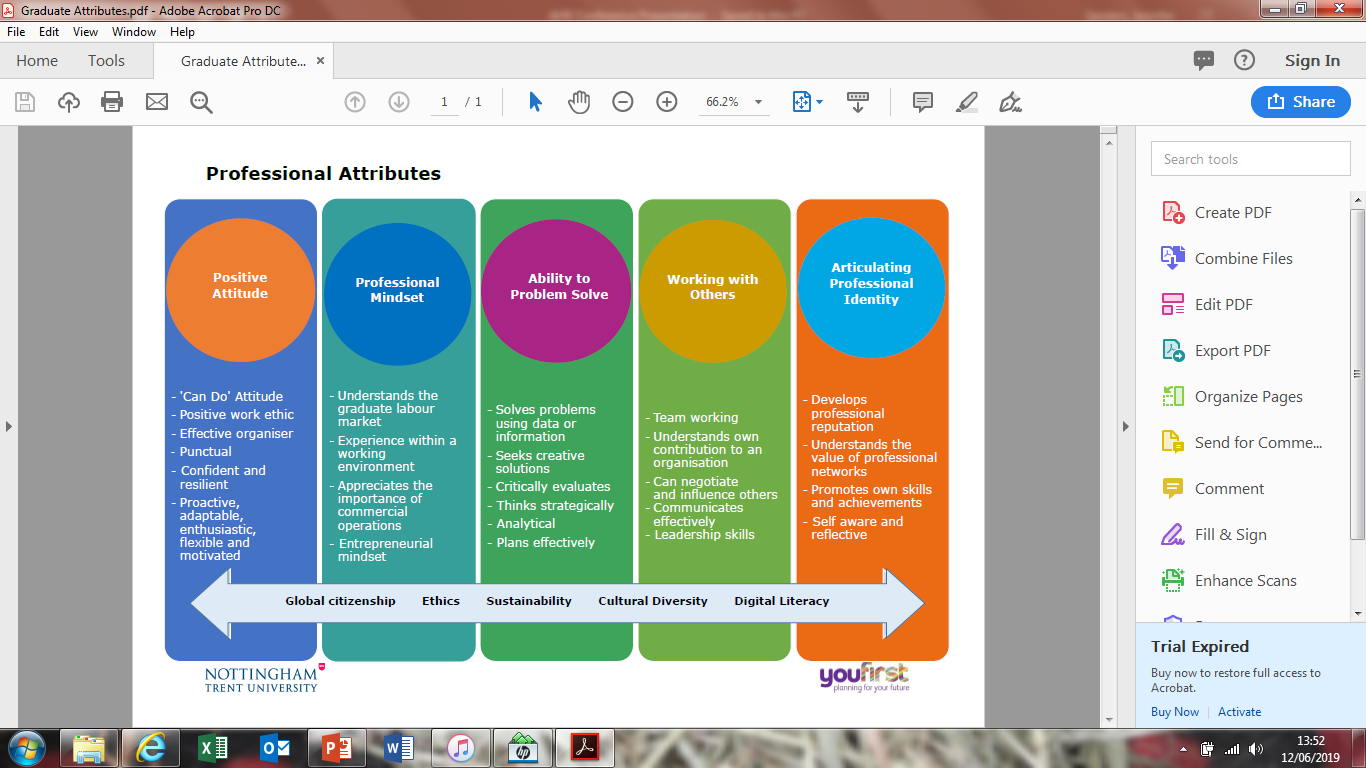 Graduate Attributes.pdf - Adobe Acrobat Pro DC
File Edit View Window Help
Home Tools Graduate Attribute... × Sign In
1 / 1 66.2% Share
Professional Attributes
Positive
Attitude
- 'Can Do' Attitude
- Positive work ethic
- Effective organiser
- Punctual
- Confident and
resilient
- Proactive,
adaptable,
enthusiastic,
flexible and
motivated
Professional
Mindset
- Understands the
graduate labour
market
- Experience within a
working
environment
- Appreciates the
importance of
commercial
operations
- Entrepreneurial
mindset
Ability to
Problem Solve
- Solves problems
using data or
information
- Seeks creative
solutions
- Critically evaluates
- Thinks strategically
- Analytical
- Plans effectively
Working with
Others
- Team working
- Understands own
contribution to an
organisation
- Can negotiate
and influence others
- Communicates
effectively
- Leadership skills
Articulating
Professional
Identity
- Develops
professional
reputation
- Understands the
value of professional
networks
- Promotes own skills
and achievements
- Self aware and
reflective
Global citizenship Ethics Sustainability Cultural Diversity Digital Literacy
NOTTINGHAM
TRENT UNIVERSITY
youfirst
planning for your future
Search tools
Create PDF
Combine Files
Edit PDF
Export PDF
Organize Pages
Send for Comme...
Comment
Fill & Sign
Enhance Scans
Trial Expired
Buy now to restore full access to
Acrobat.
Buy Now | Activate
13:52
12/06/2019